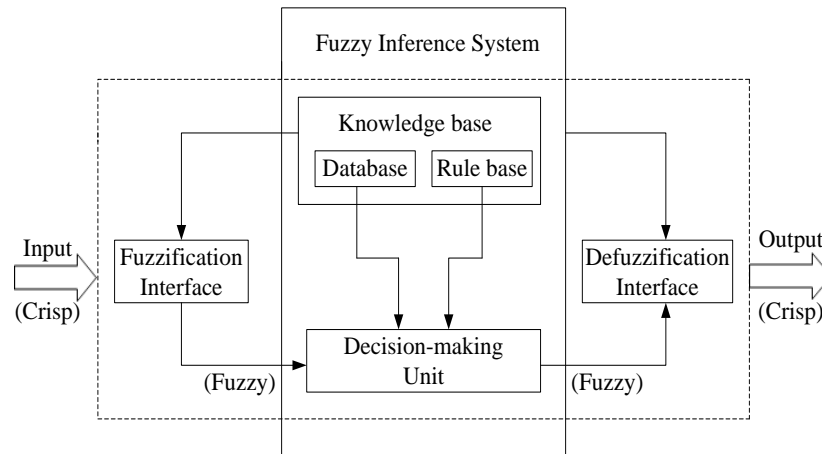 Fuzzy Inference System
Knowledge base
Database
Rule base
Input
(Crisp)
Fuzzification
Interface
Defuzzification
Interface
Output
(Crisp)
Decision-making
Unit
(Fuzzy)
(Fuzzy)